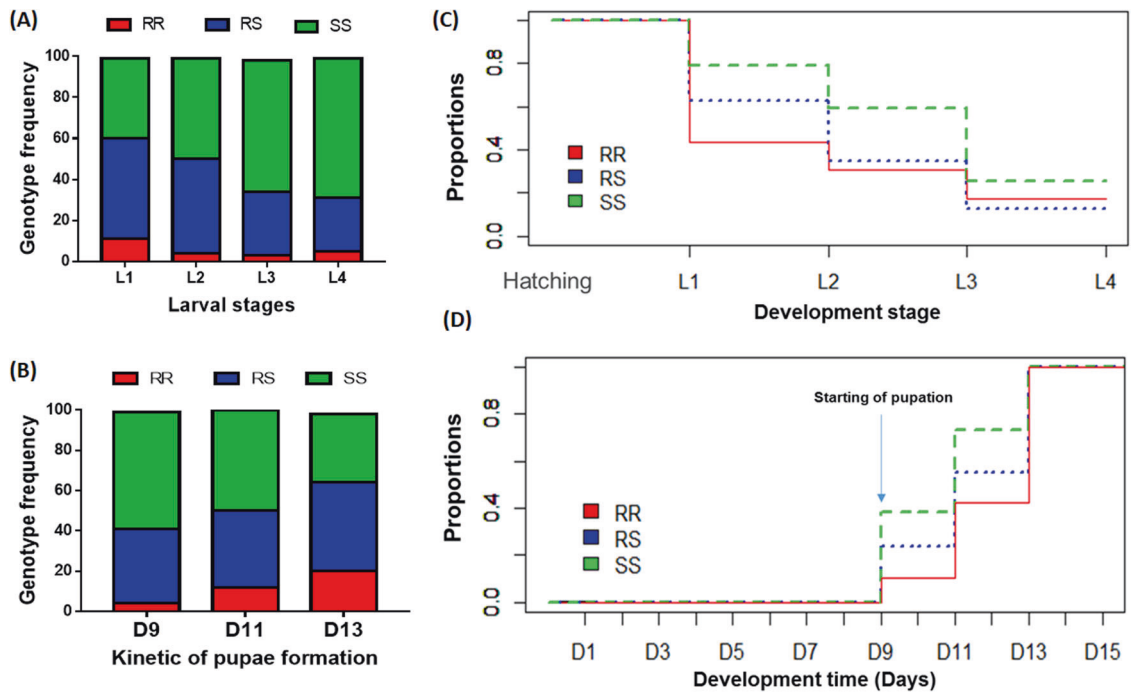 (A)
RR RS SS
Genotype frequency
100
80
60
40
20
0
L1 L2 L3 L4
Larval stages
(B)
RR RS SS
Genotype frequency
100
80
60
40
20
0
D9 D11 D13
Kinetic of pupae formation
(C)
Proportions
0.8
0.4
0.0
RR
RS
SS
Hatching L1 L2 L3 L4
Development stage
(D)
Starting of pupation
Proportions
0.8
0.4
0.0
RR
RS
SS
D1 D3 D5 D7 D9 D11 D13 D15
Development time (Days)